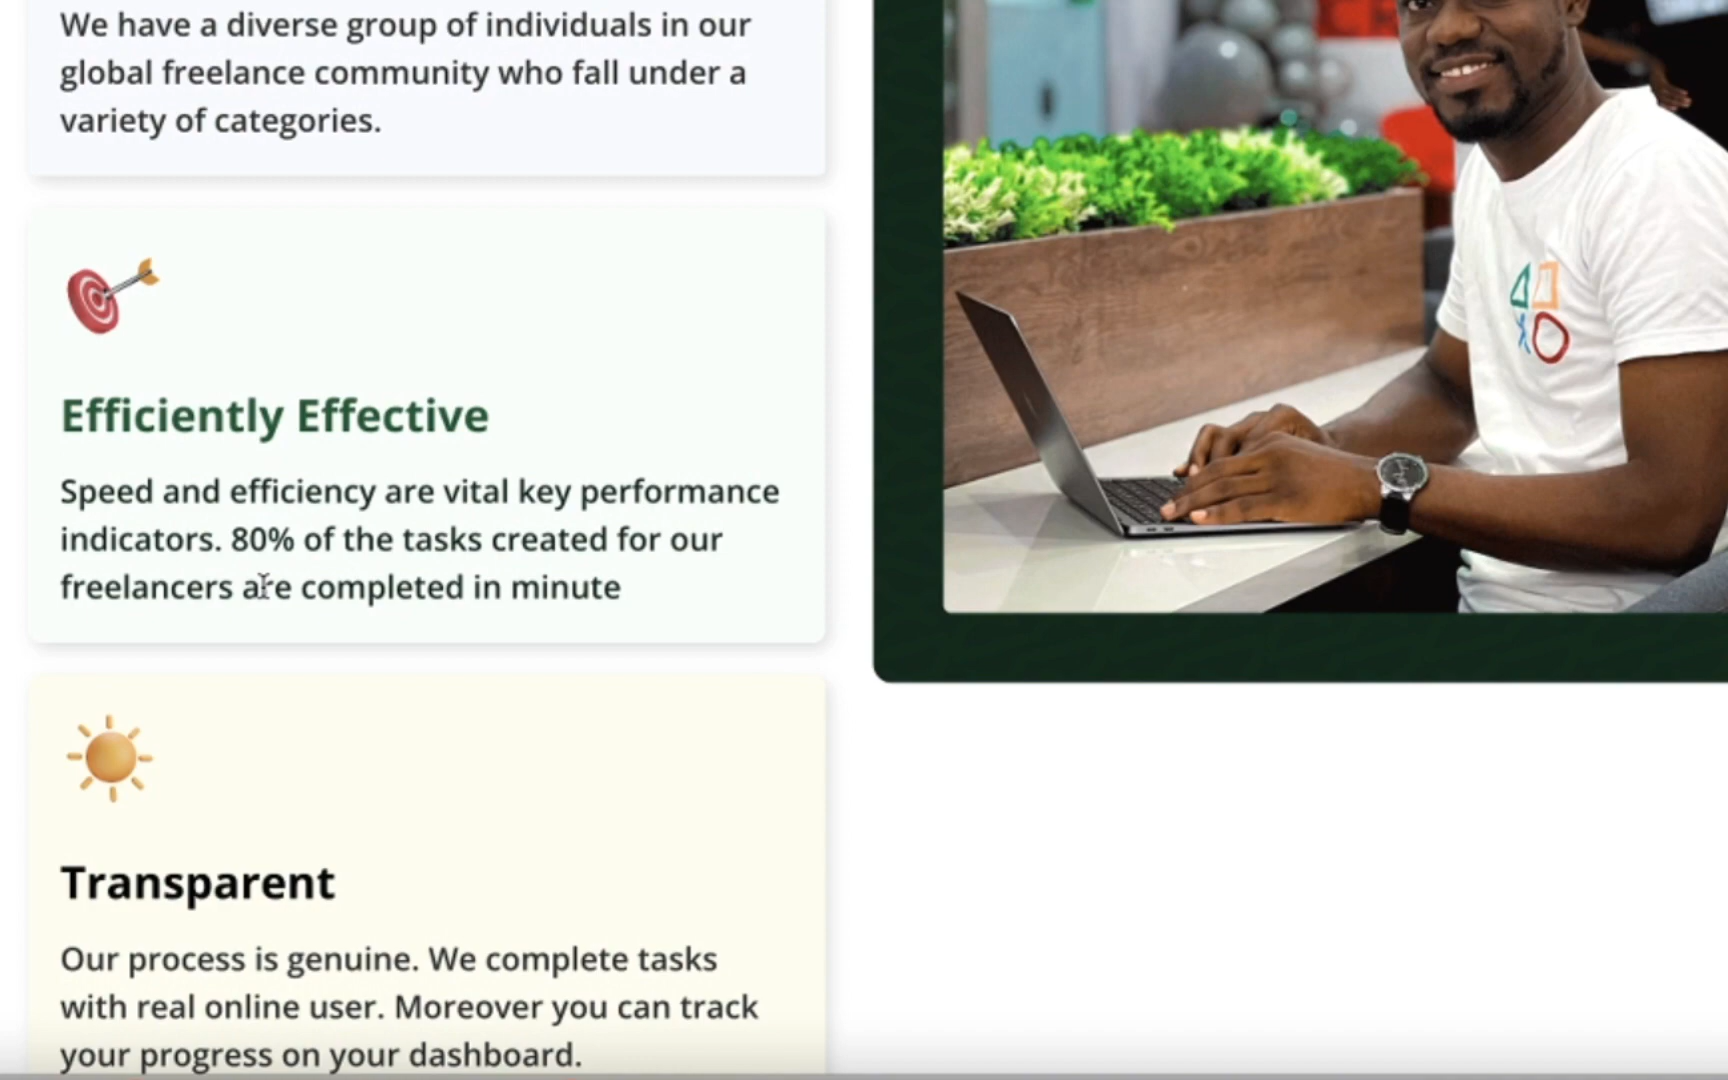 We have a diverse group of individuals in our
global freelance community who fall under a
variety of categories.
Efficiently Effective
Speed and efficiency are vital key performance
indicators. 80% of the tasks created for our
freelancers are completed in minute
Transparent
Our process is genuine. We complete tasks
with real online user. Moreover you can track
your progress on your dashboard.